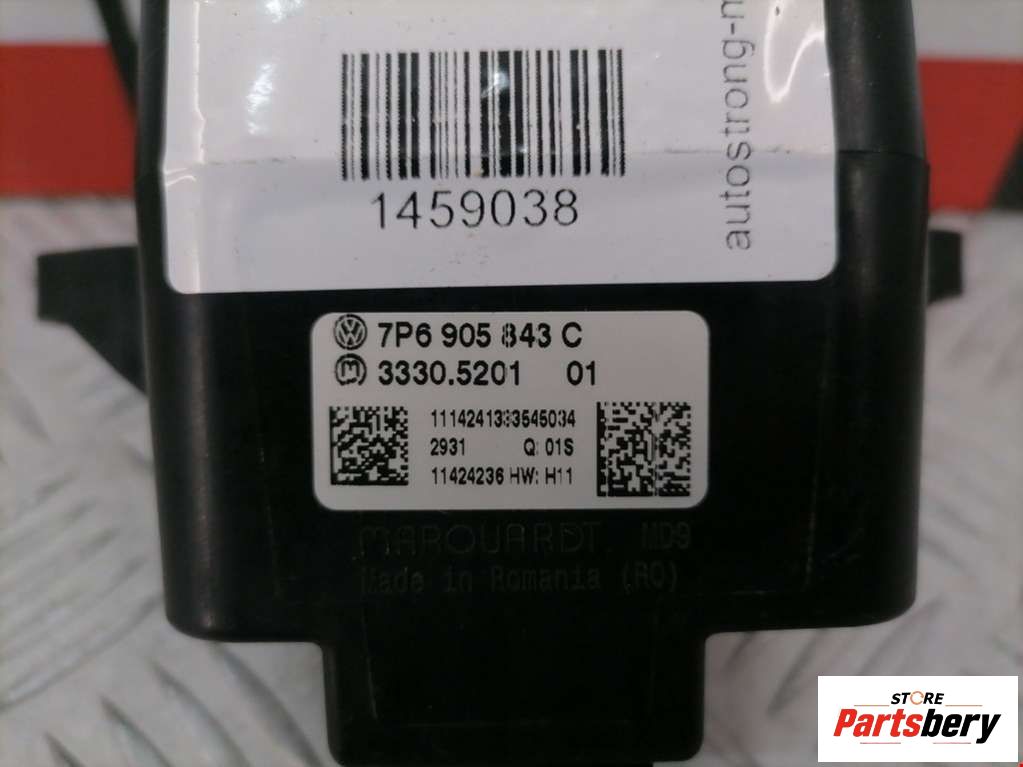 autostrong-m
1459038
7P6 905 843 C
3330.5201 01
1114241333545034
2931 Q: 01S
11424236 HW: H11
MARQUARDT MD9
Made in Romania (RO)
STORE
Partsbery